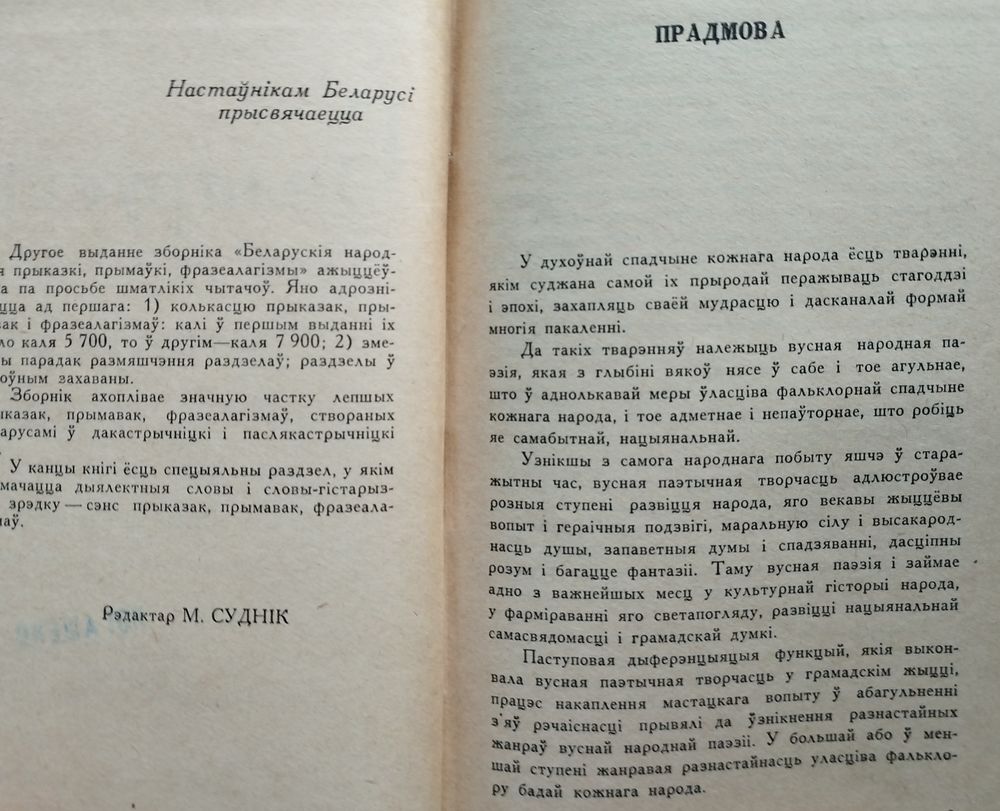 Настаўнікам Беларусі
прысвячаецца
Другое выданне зборніка «Беларускія народ-
я прыказкі, прымаўкі, фразеалагізмы» ажыццёў-
а па просьбе шматлікіх чытачоў. Яно адрозні-
цца ад першага: 1) колькасцю прыказак, пры-
вак і фразеалагізмаў: калі ў першым выданні іх
ло каля 5 700, то ў другім—каля 7 900; 2) зме-
ы парадак размяшчэння раздзелаў; раздзелы ў
оўным захаваны.
Зборнік ахоплівае значную частку лепшых
ыказак, прымавак, фразеалагізмаў, створаных
арусамі ў дакастрычніцкі і паслякастрычніцкі
У канцы кнігі ёсць спецыяльны раздзел, у якім
мачацца дыялектныя словы і словы-гістарыз-
эрэдку — сэнс прыказак, прымавак, фразеала-
аў.
Рэдактар М. СУДНІК
ПРАДМОВА
У духоўнай спадчыне кожнага народа ёсць тварэнні,
якім суджана самой іх прыродай перажываць стагоддзі
і эпохі, захапляць сваёй мудрасцю і дасканалай формай
многія пакаленні.
Да такіх тварэнняў належыць вусная народная па-
эзія, якая з глыбіні вякоў нясе ў сабе і тое агульнае,
што ў аднолькавай меры ўласціва фальклорнай спадчыне
кожнага народа, і тое адметнае і непаўторнае, што робіць
яе самабытнай, нацыянальнай.
Узнікшы з самога народнага побыту яшчэ ў стара-
жытны час, вусная паэтычная творчасць адлюстроўвае
розныя ступені развіцця народа, яго векавы жыццёвы
вопыт і гераічныя подзвігі, маральную сілу і высакарод-
насць душы, запаветныя думы і спадзяванні, дасціпны
розум і багацце фантазіі. Таму вусная паэзія і займае
адно з важнейшых месц у культурнай гісторыі народа,
у фарміраванні яго светапогляду, развіцці нацыянальнай
самасвядомасці і грамадскай думкі.
Паступовая дыферэнцыяцыя функцый, якія выкон-
вала вусная паэтычная творчасць у грамадскім жыцці,
працэс накаплення мастацкага вопыту ў абагульненні
з'яў рэчаіснасці прывялі да ўзнікнення разнастайных
жанраў вуснай народнай паэзіі. У большай або ў мен-
шай ступені жанравая разнастайнасць уласціва фалькло-
ру бадай кожнага народа.